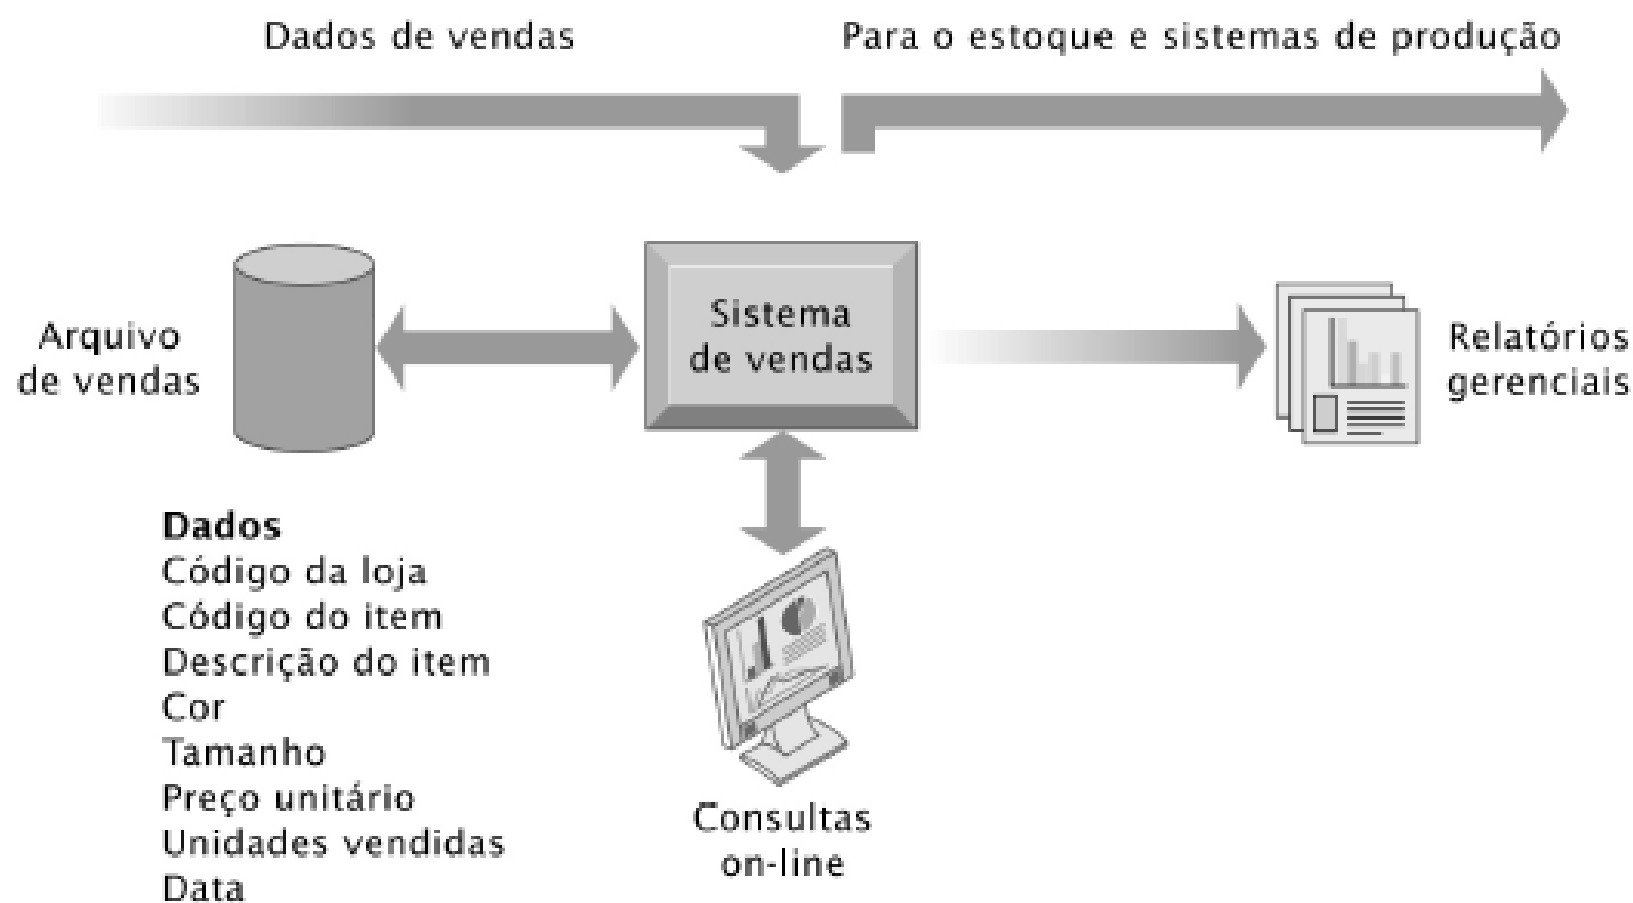 Dados de vendas
Para o estoque e sistemas de produção
Arquivo
de vendas
Sistema
de vendas
Relatórios
gerenciais
Dados
Código da loja
Código do item
Descrição do item
Cor
Tamanho
Preço unitário
Unidades vendidas
Data
Consultas
on-line